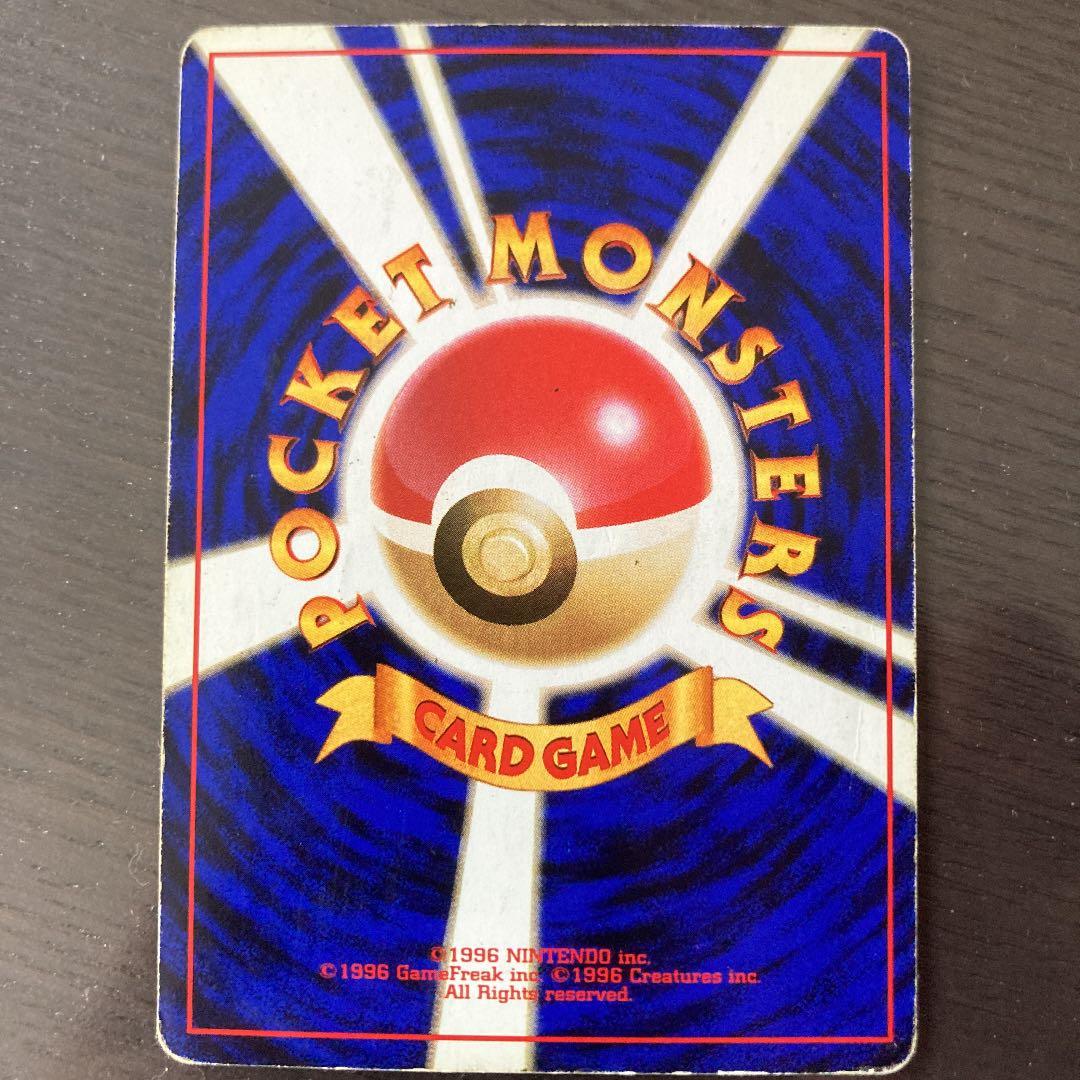 POCKET MONSTERS
CARD GAME
©1996 NINTENDO inc.
©1996 GameFreak inc. ©1996 Creatures inc.
All Rights reserved.